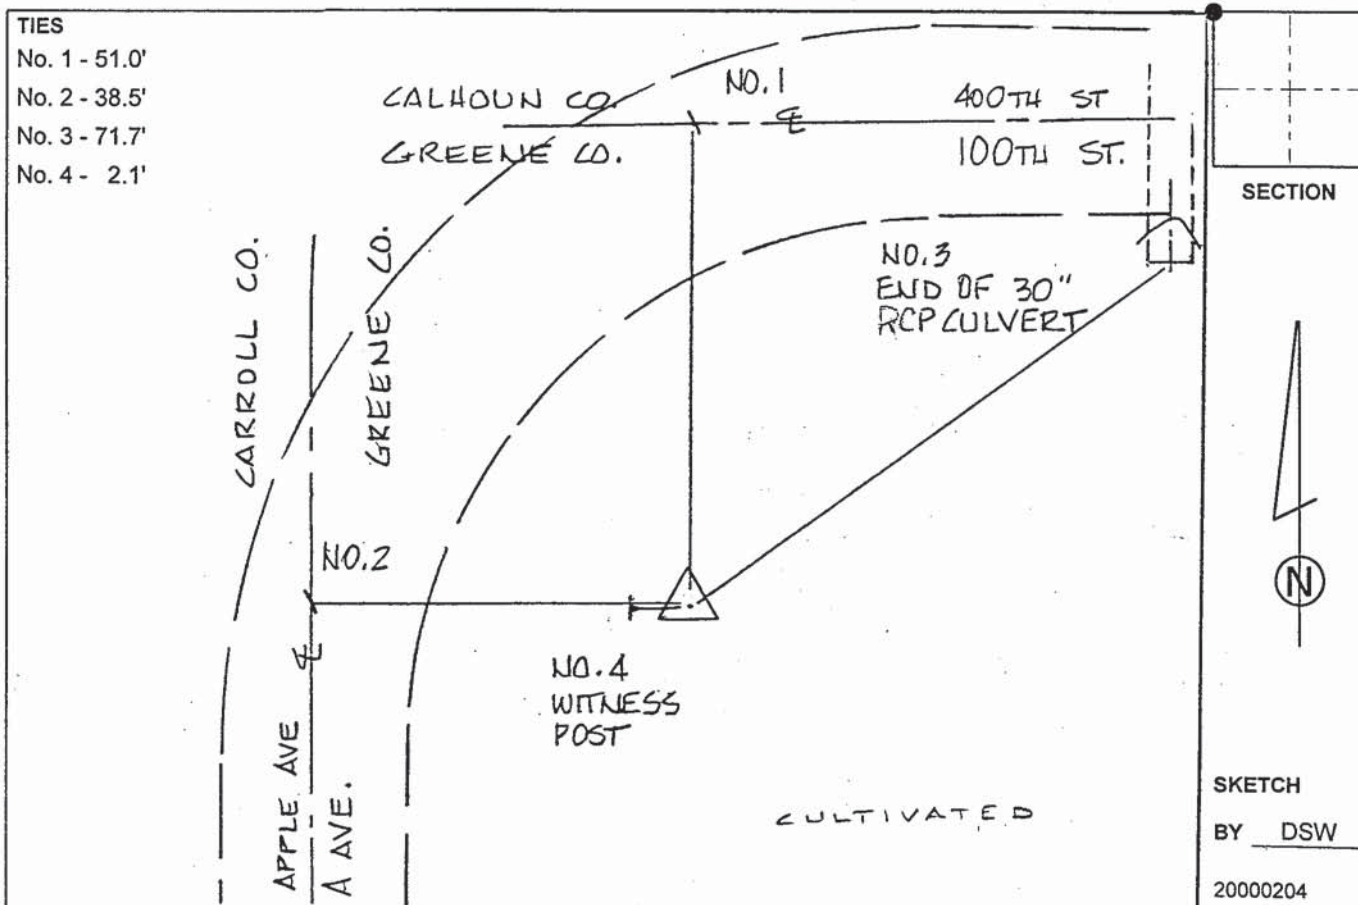 TIES
No. 1 - 51.0'
No. 2 - 38.5'
No. 3 - 71.7'
No. 4 - 2.1'
CALHOUN CO.
GREENE CO.
NO.1
℄
400TH ST
100TH ST.
SECTION
CARROLL CO.
GREENE CO.
NO.3
END OF 30"
RCP CULVERT
NO.2
℄
N
NO.4
WITNESS
POST
APPLE AVE
A AVE.
CULTIVATED
SKETCH
BY DSW
20000204